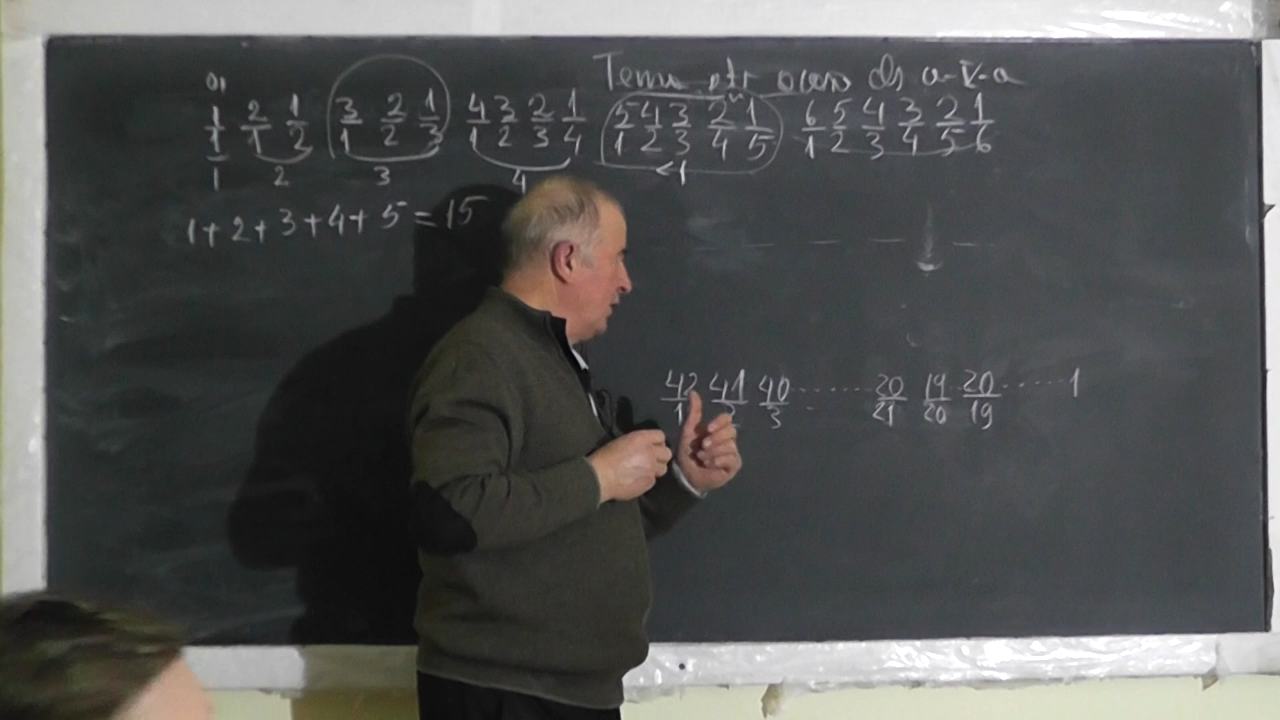 Tema ptr acasa ds a-V-a
1/1 2/1 1/2 3/1 2/2 1/3 4/1 3/2 2/3 1/4 5/1 4/2 3/3 2/4 1/5 6/1 5/2 4/3 3/4 2/5 1/6
1 2 3 4 <1
1+2+3+4+5=15
42/1 41/2 40/3 ........ 20/21 19/20 20/19 ..... 1